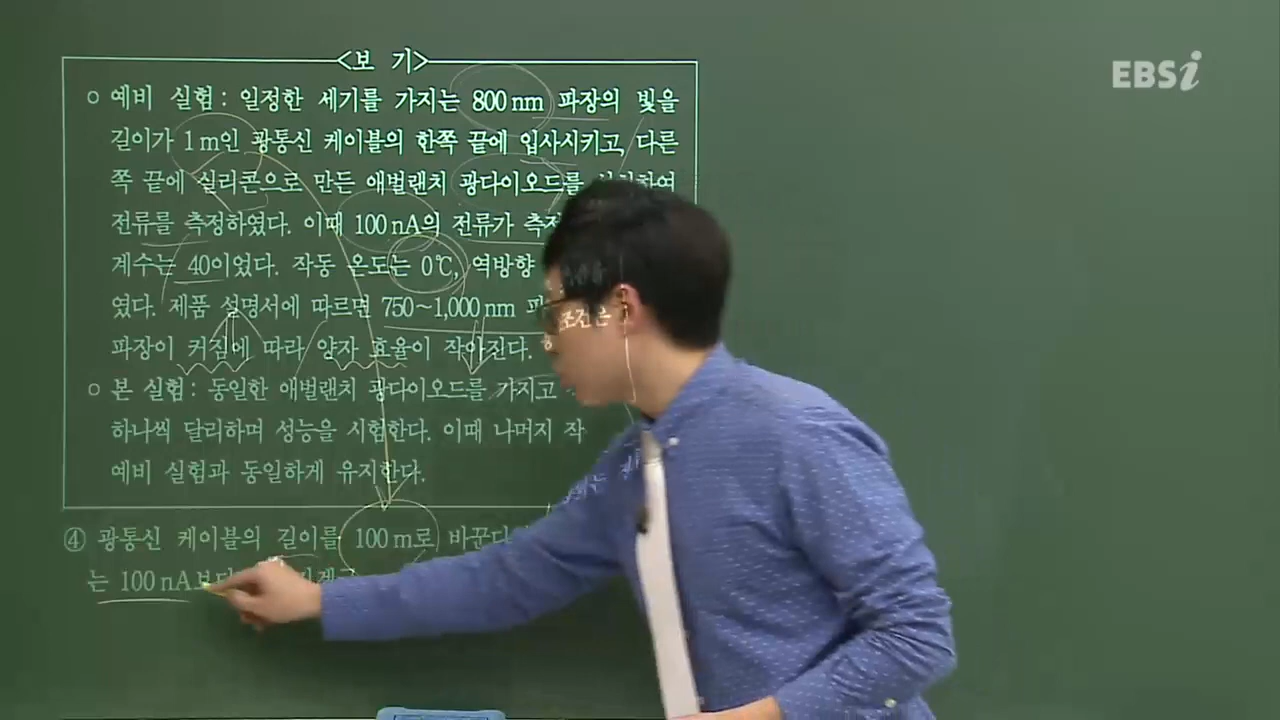 EBSi
<보 기>
○ 예비 실험: 일정한 세기를 가지는 800 nm 파장의 빛을
길이가 1 m인 광통신 케이블의 한쪽 끝에 입사시키고, 다른
쪽 끝에 실리콘으로 만든 애벌랜치 광다이오드를
전류를 측정하였다. 이때 100 nA의 전류가
계수는 40이었다. 작동 온도는 0℃, 역방향
였다. 제품 설명서에 따르면 750~1,000 nm
파장이 커짐에 따라 양자 효율이 작아진다.
○ 본 실험: 동일한 애벌랜치 광다이오드를 가지고
하나씩 달리하며 성능을 시험한다. 이때 나머지 작
조건은
예비 실험과 동일하게 유지한다.
④ 광통신 케이블의 길이를 100 m로 바꾼다
는 100 nA보다